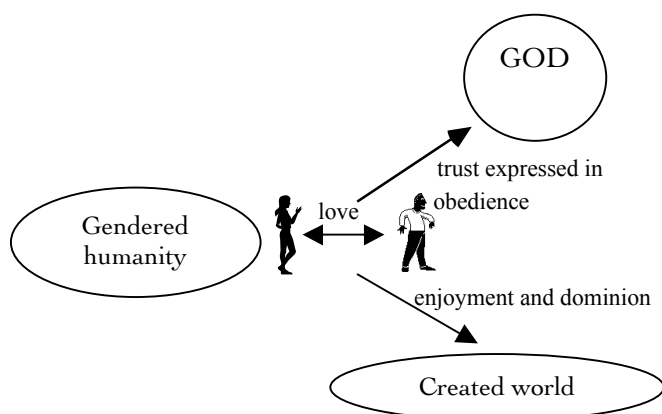 GOD
trust expressed in
obedience
love
Gendered
humanity
enjoyment and dominion
Created world